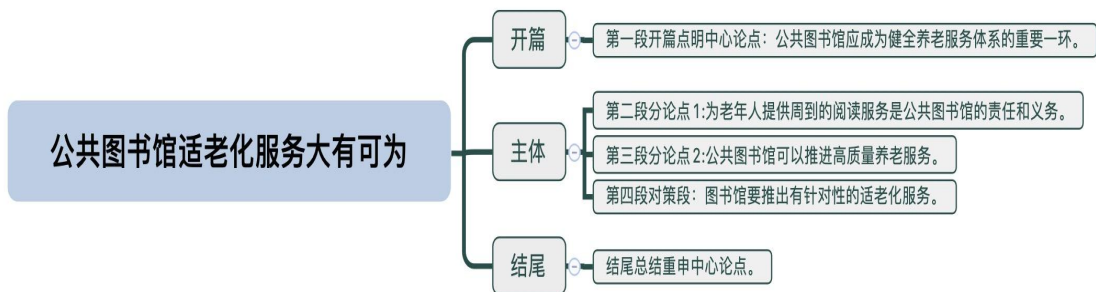 公共图书馆适老化服务大有可为
开篇
第一段开篇点明中心论点：公共图书馆应成为健全养老服务体系的重要一环。
主体
第二段分论点1:为老年人提供周到的阅读服务是公共图书馆的责任和义务。
第三段分论点2:公共图书馆可以推进高质量养老服务。
第四段对策段：图书馆要推出有针对性的适老化服务。
结尾
结尾总结重申中心论点。